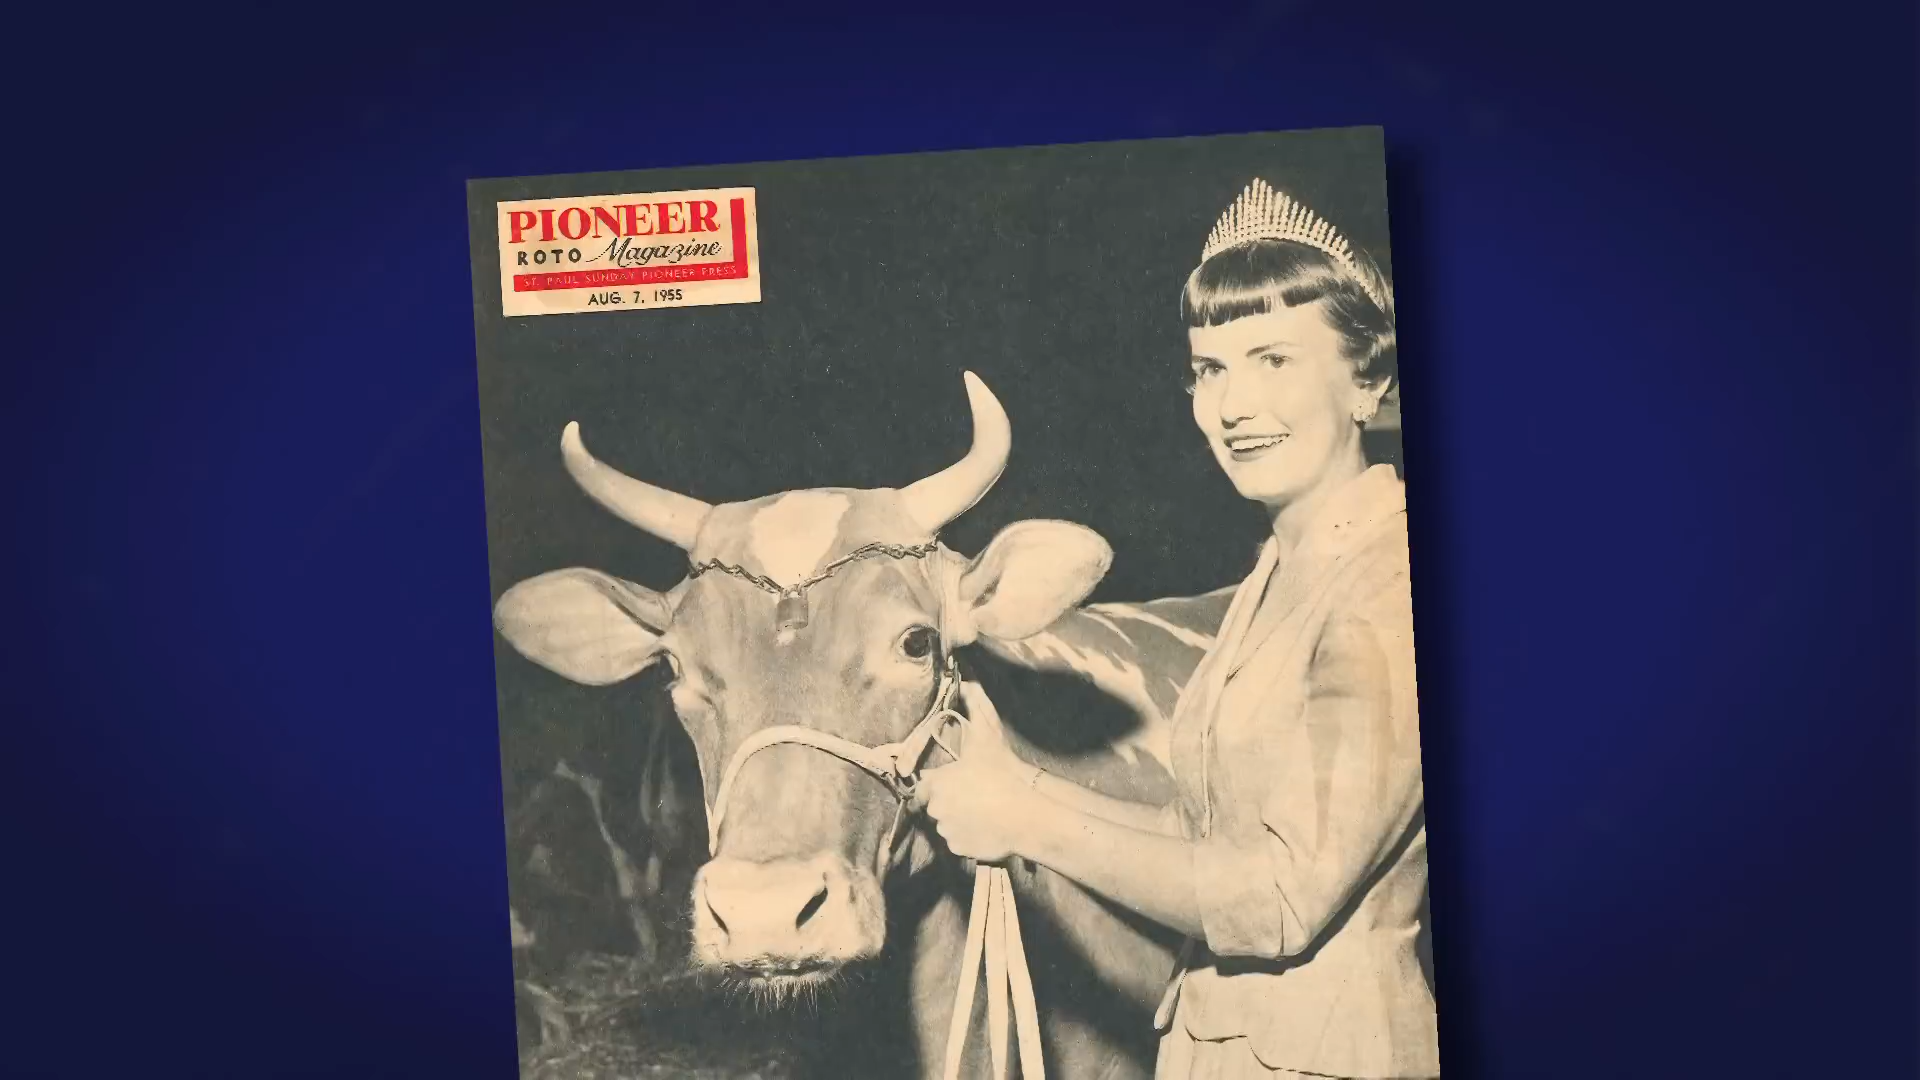 PIONEER
ROTO Magazine
ST. PAUL SUNDAY PIONEER PRESS
AUG. 7, 1955